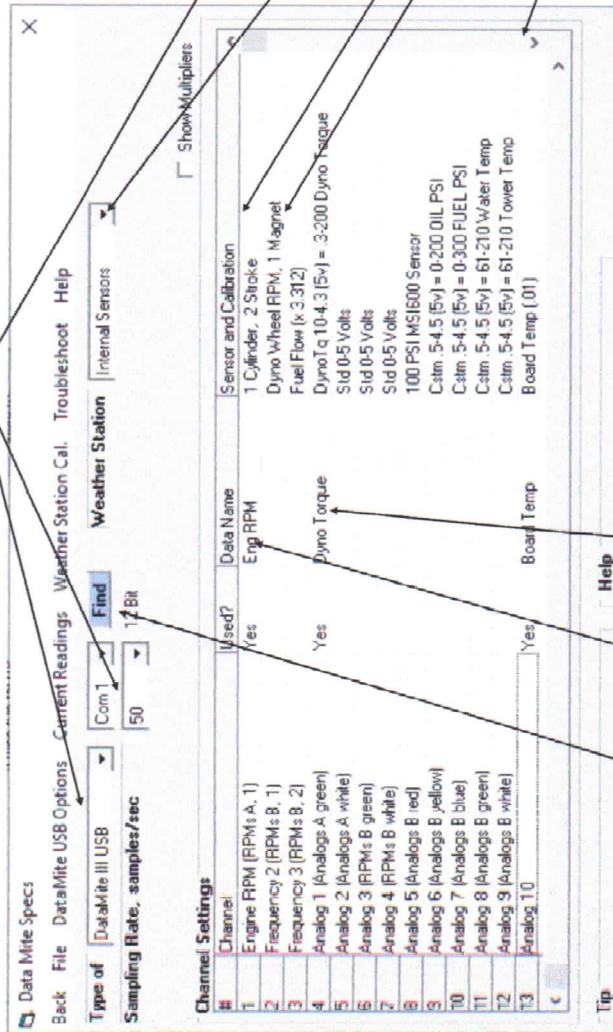 Data Mite Specs
Back File DataMite USB Options Current Readings Weather Station Cal. Troubleshoot Help
Type of DataMite III USB Com1 Find Weather Station Internal Sensors
Sampling Rate, samples/sec 50 12 Bit
Show Multipliers
Channel Settings
# Channel Used? Data Name Sensor and Calibration
1 Engine RPM (RPMs A, 1) Yes Eng RPM 1 Cylinder, 2 Stroke
2 Frequency 2 (RPMs B, 1) Dyno Wheel RPM, 1 Magnet
3 Frequency 3 (RPMs B, 2) Fuel Flow (x 3.312)
4 Analog 1 (Analogs A green) Yes Dyno Torque DynoTq 10-4.3 (5v) = .3-200 Dyno Torque
5 Analog 2 (Analogs A white) Std 0-5 Volts
6 Analog 3 (RPMs B green) Std 0-5 Volts
7 Analog 4 (RPMs B white) Std 0-5 Volts
8 Analog 5 (Analogs B red) 100 PSI MSI600 Sensor
9 Analog 6 (Analogs B yellow) Cstm .5-4.5 (5v) = 0-200 OIL PSI
10 Analog 7 (Analogs B blue) Cstm .5-4.5 (5v) = 0-300 FUEL PSI
11 Analog 8 (Analogs B green) Cstm .5-4.5 (5v) = 61-210 Water Temp
12 Analog 9 (Analogs B white) Cstm .5-4.5 (5v) = 61-210 Tower Temp
13 Analog 10 Yes Board Temp Board Temp (.01)
Tip Help